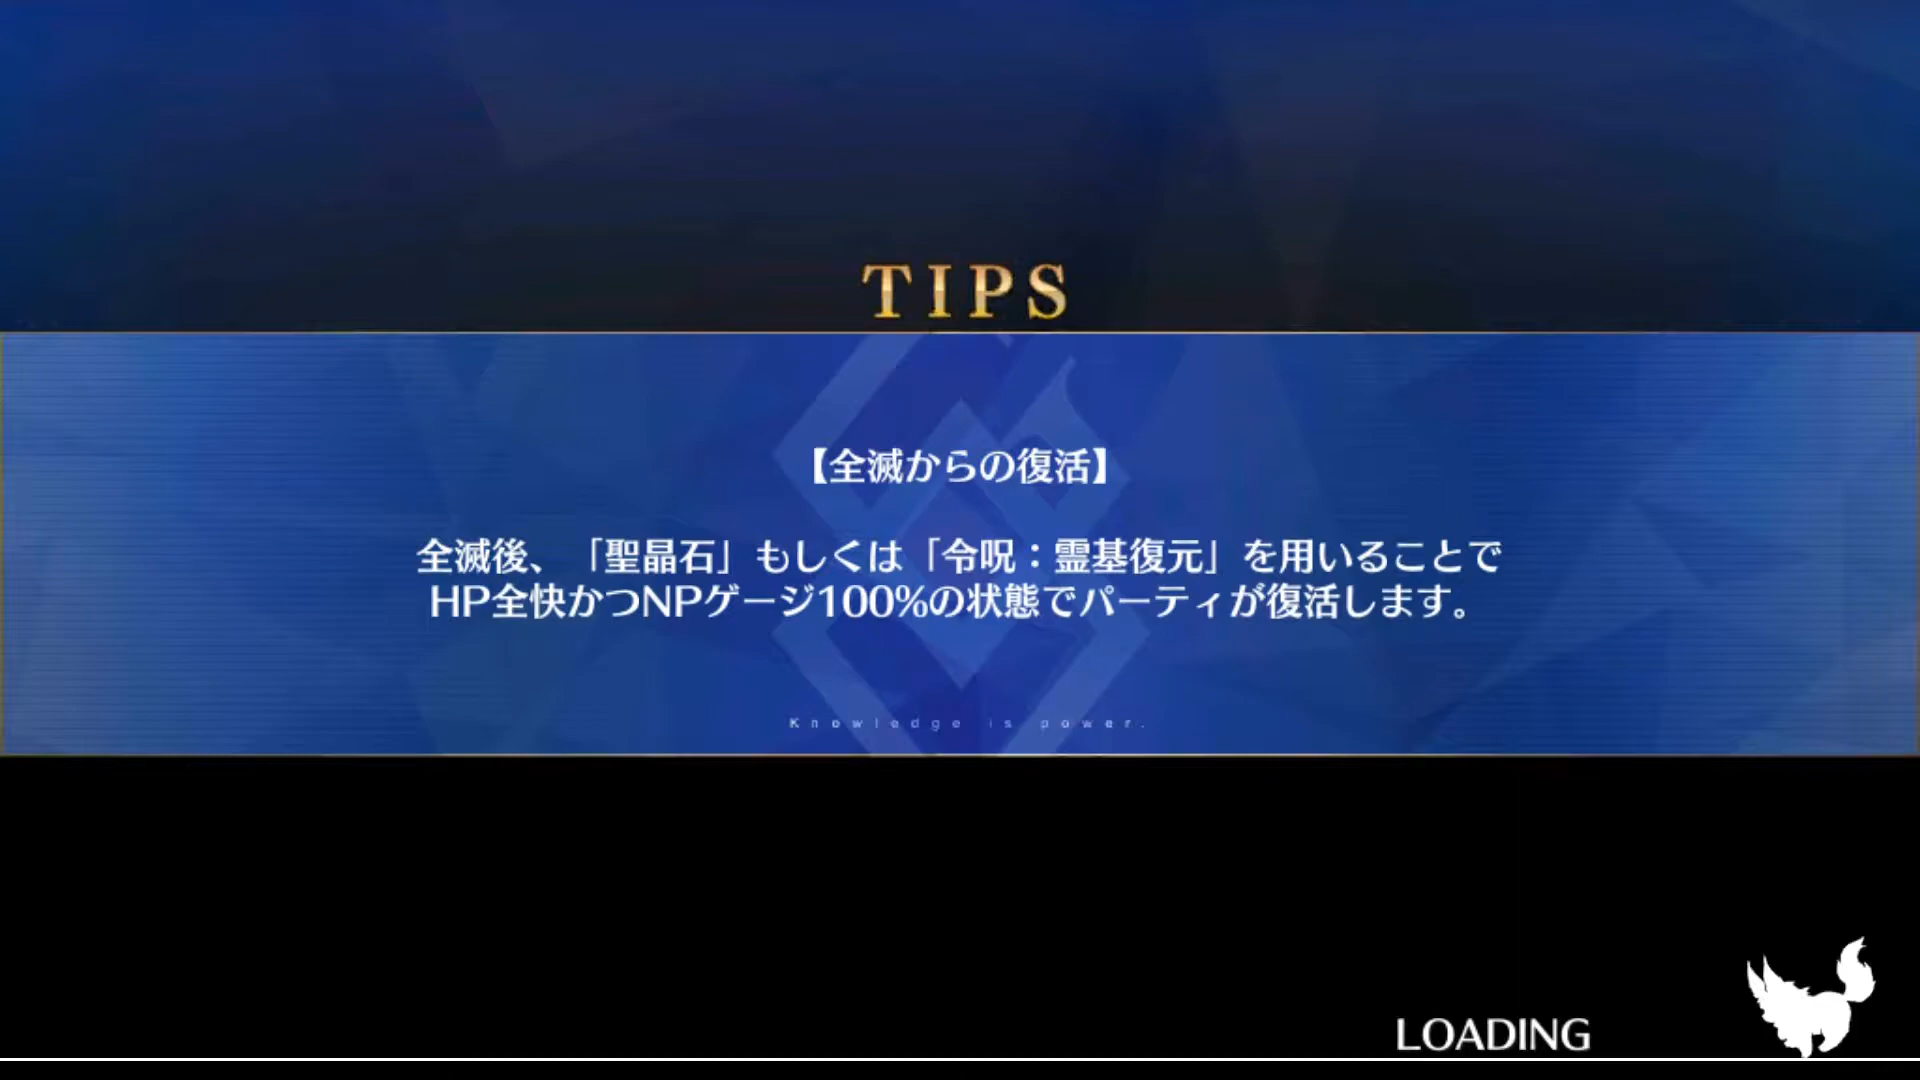 TIPS
【全滅からの復活】
全滅後、「聖晶石」もしくは「令呪：霊基復元」を用いることで
HP全快かつNPゲージ100%の状態でパーティが復活します。
Knowledge is power.
LOADING